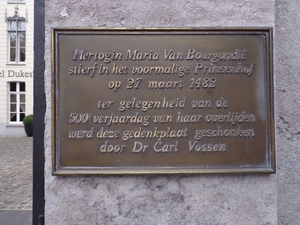 el Dukes
Hertogin Maria Van Bourgondië
stierf in het voormalige Prinsenhof
op 27 maart 1482
ter gelegenheid van de
500e verjaardag van haar overlijden
werd deze gedenkplaat geschonken
door Dr Carl Vossen